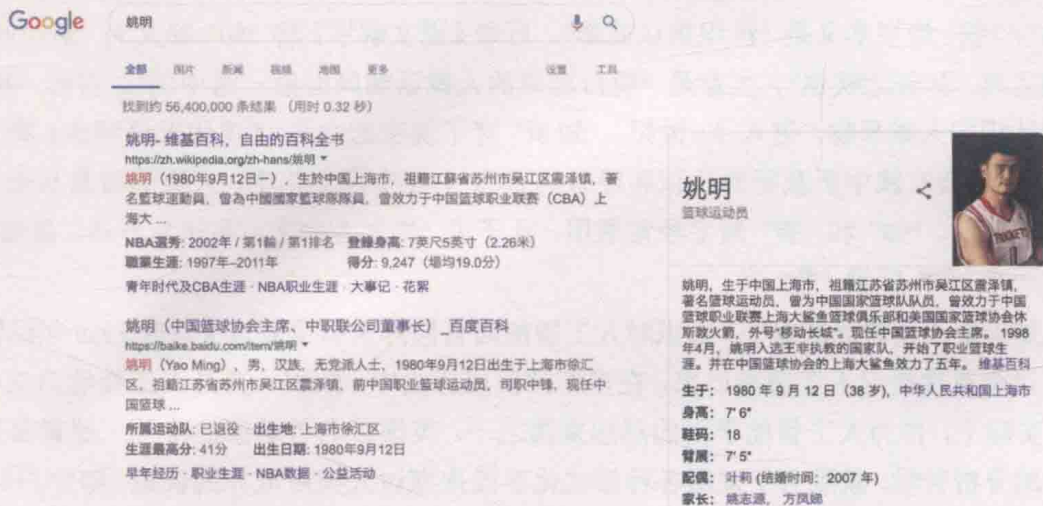 Google
姚明
全部 图片 新闻 视频 地图 更多 设置 工具
找到约 56,400,000 条结果 （用时 0.32 秒）
姚明- 维基百科，自由的百科全书
https://zh.wikipedia.org/zh-hans/姚明
姚明（1980年9月12日－） 生於中国上海市，祖籍江蘇省苏州市吴江区震泽镇，著
名籃球運動員，曾為中國國家籃球隊隊員，曾效力于中国篮球职业联赛（CBA）上
海大 ...
NBA選秀: 2002年 / 第1輪 / 第1排名 登錄身高: 7英尺5英寸（2.26米）
職業生涯: 1997年–2011年 得分: 9,247（場均19.0分）
青年时代及CBA生涯 · NBA职业生涯 · 大事记 · 花絮
姚明（中国篮球协会主席、中职联公司董事长）_百度百科
https://baike.baidu.com/item/姚明
姚明（Yao Ming），男，汉族，无党派人士，1980年9月12日出生于上海市徐汇
区，祖籍江苏省苏州市吴江区震泽镇，前中国职业篮球运动员，司职中锋，现任中
国篮球 ...
所属运动队: 已退役 出生地: 上海市徐汇区
生涯最高分: 41分 出生日期: 1980年9月12日
早年经历 · 职业生涯 · NBA数据 · 公益活动
姚明
篮球运动员
姚明，生于中国上海市，祖籍江苏省苏州市吴江区震泽镇，
著名篮球运动员，曾为中国国家篮球队队员，曾效力于中国
篮球职业联赛上海大鲨鱼篮球俱乐部和美国国家篮球协会休
斯敦火箭，外号“移动长城”。现任中国篮球协会主席。 1998
年4月，姚明入选王非执教的国家队，开始了职业篮球生
涯。并在中国篮球协会的上海大鲨鱼效力了五年。 维基百科
生于： 1980 年 9 月 12 日（38 岁），中华人民共和国上海市
身高： 7' 6"
鞋码： 18
臂展： 7' 5"
配偶： 叶莉 (结婚时间：2007 年)
家长： 姚志源， 方凤娣